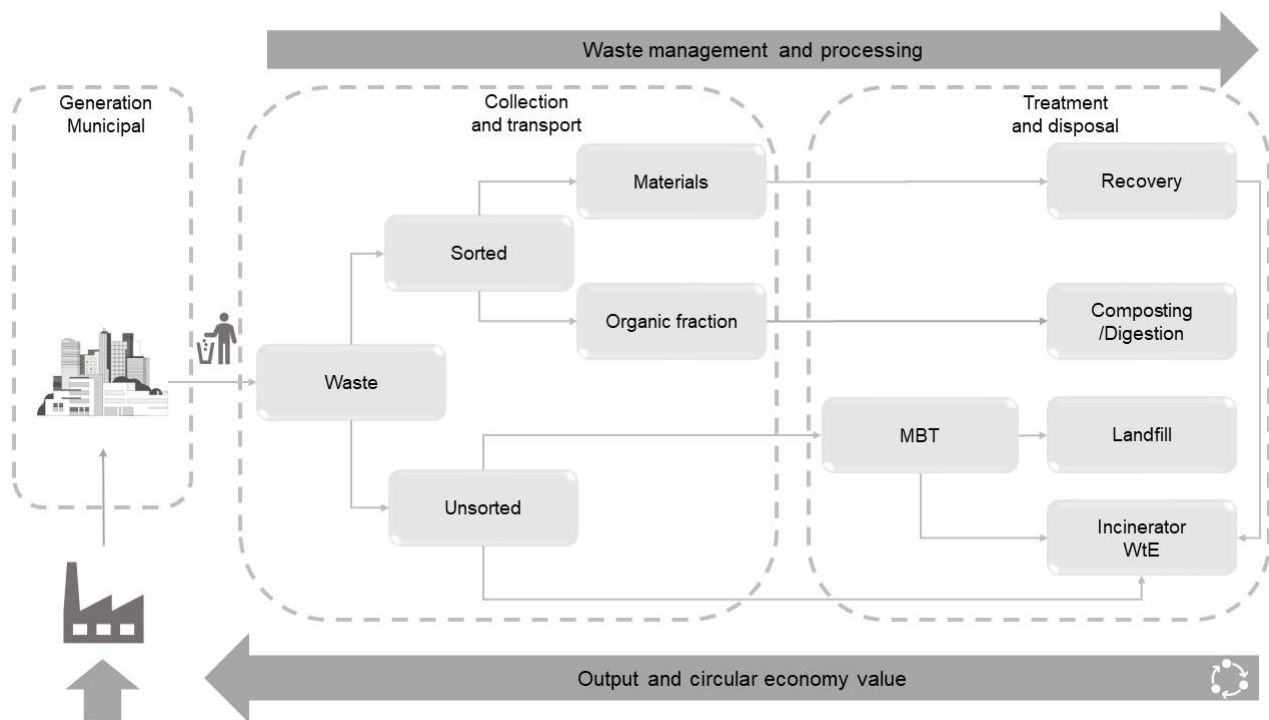 Waste management and processing
Generation
Municipal
Collection
and transport
Treatment
and disposal
Materials
Recovery
Sorted
Organic fraction
Composting
/Digestion
Waste
MBT
Landfill
Unsorted
Incinerator
WtE
Output and circular economy value